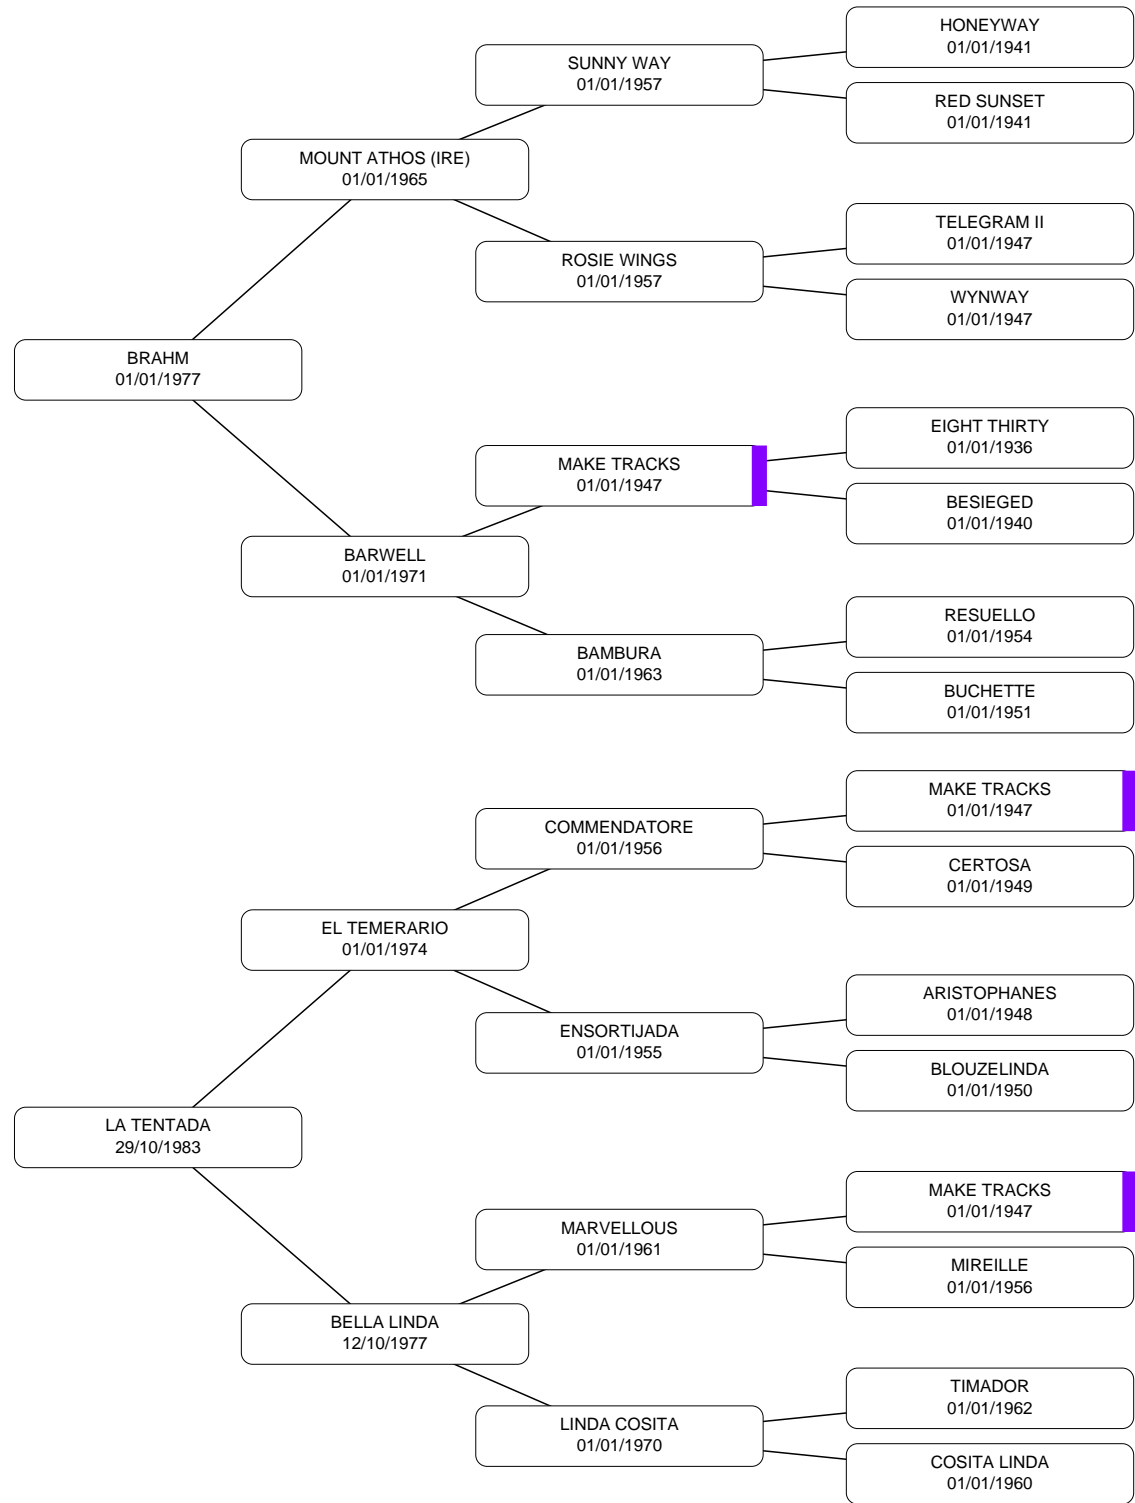 HONEYWAY
01/01/1941
SUNNY WAY
01/01/1957
RED SUNSET
01/01/1941
MOUNT ATHOS (IRE)
01/01/1965
TELEGRAM II
01/01/1947
ROSIE WINGS
01/01/1957
WYNWAY
01/01/1947
BRAHM
01/01/1977
EIGHT THIRTY
01/01/1936
MAKE TRACKS
01/01/1947
BESIEGED
01/01/1940
BARWELL
01/01/1971
RESUELLO
01/01/1954
BAMBURA
01/01/1963
BUCHETTE
01/01/1951
MAKE TRACKS
01/01/1947
COMMENDATORE
01/01/1956
CERTOSA
01/01/1949
EL TEMERARIO
01/01/1974
ARISTOPHANES
01/01/1948
ENSORTIJADA
01/01/1955
BLOUZELINDA
01/01/1950
LA TENTADA
29/10/1983
MAKE TRACKS
01/01/1947
MARVELLOUS
01/01/1961
MIREILLE
01/01/1956
BELLA LINDA
12/10/1977
TIMADOR
01/01/1962
LINDA COSITA
01/01/1970
COSITA LINDA
01/01/1960